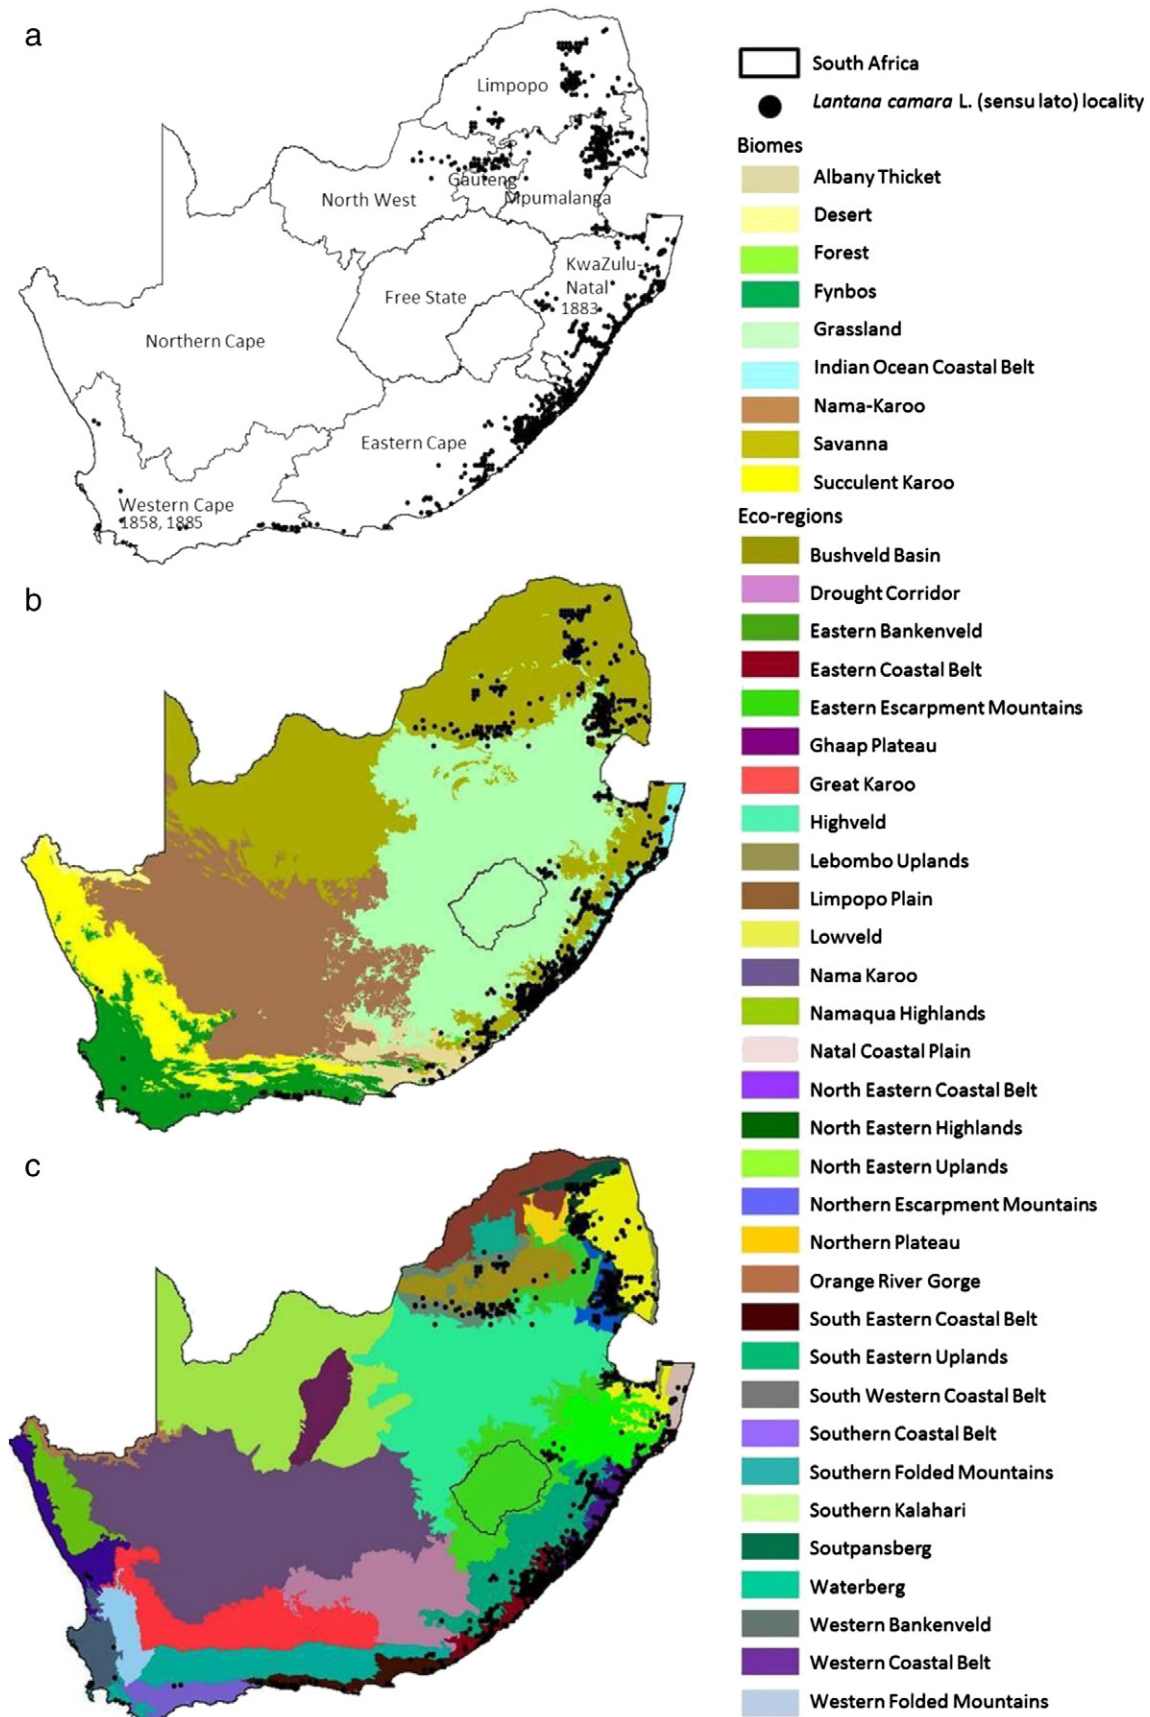 a
Limpopo
North West
Gauteng
Mpumalanga
KwaZulu-
Natal
1883
Free State
Northern Cape
Eastern Cape
Western Cape
1858, 1885
b
c
South Africa
Lantana camara L. (sensu lato) locality
Biomes
Albany Thicket
Desert
Forest
Fynbos
Grassland
Indian Ocean Coastal Belt
Nama-Karoo
Savanna
Succulent Karoo
Eco-regions
Bushveld Basin
Drought Corridor
Eastern Bankenveld
Eastern Coastal Belt
Eastern Escarpment Mountains
Ghaap Plateau
Great Karoo
Highveld
Lebombo Uplands
Limpopo Plain
Lowveld
Nama Karoo
Namaqua Highlands
Natal Coastal Plain
North Eastern Coastal Belt
North Eastern Highlands
North Eastern Uplands
Northern Escarpment Mountains
Northern Plateau
Orange River Gorge
South Eastern Coastal Belt
South Eastern Uplands
South Western Coastal Belt
Southern Coastal Belt
Southern Folded Mountains
Southern Kalahari
Soutpansberg
Waterberg
Western Bankenveld
Western Coastal Belt
Western Folded Mountains